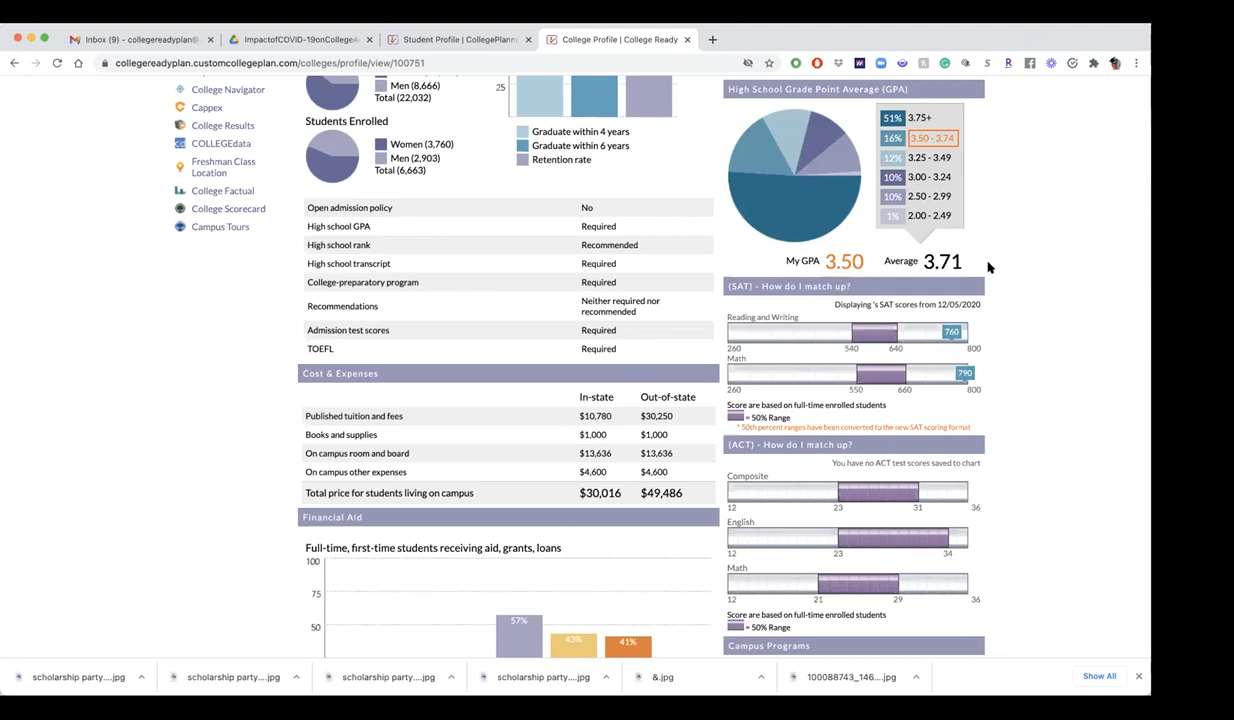 Inbox (9) - collegereadyplan@
ImpactofCOVID-19onCollegeA
Student Profile | CollegePlann
College Profile | College Ready
collegereadyplan.customcollegeplan.com/colleges/profile/view/100751
College Navigator
Cappex
College Results
COLLEGEdata
Freshman Class
Location
College Factual
College Scorecard
Campus Tours
Men (8,666)
Total (22,032)
Students Enrolled
Women (3,760)
Men (2,903)
Total (6,663)
25
Graduate within 4 years
Graduate within 6 years
Retention rate
Open admission policy No
High school GPA Required
High school rank Recommended
High school transcript Required
College-preparatory program Required
Recommendations Neither required nor
recommended
Admission test scores Required
TOEFL Required
Cost & Expenses
In-state Out-of-state
Published tuition and fees $10,780 $30,250
Books and supplies $1,000 $1,000
On campus room and board $13,636 $13,636
On campus other expenses $4,600 $4,600
Total price for students living on campus $30,016 $49,486
Financial Aid
Full-time, first-time students receiving aid, grants, loans
100
75
50
57%
43%
41%
High School Grade Point Average (GPA)
51% 3.75+
16% 3.50 - 3.74
12% 3.25 - 3.49
10% 3.00 - 3.24
10% 2.50 - 2.99
1% 2.00 - 2.49
My GPA 3.50 Average 3.71
(SAT) - How do I match up?
Displaying 's SAT scores from 12/05/2020
Reading and Writing
760
260 540 640 800
Math
790
260 550 660 800
Score are based on full-time enrolled students
= 50% Range
* 50th percent ranges have been converted to the new SAT scoring format
(ACT) - How do I match up?
You have no ACT test scores saved to chart
Composite
12 23 31 36
English
12 23 34 36
Math
12 21 29 36
Score are based on full-time enrolled students
= 50% Range
Campus Programs
scholarship party....jpg
scholarship party....jpg
scholarship party....jpg
scholarship party....jpg
&.jpg
100088743_146....jpg
Show All